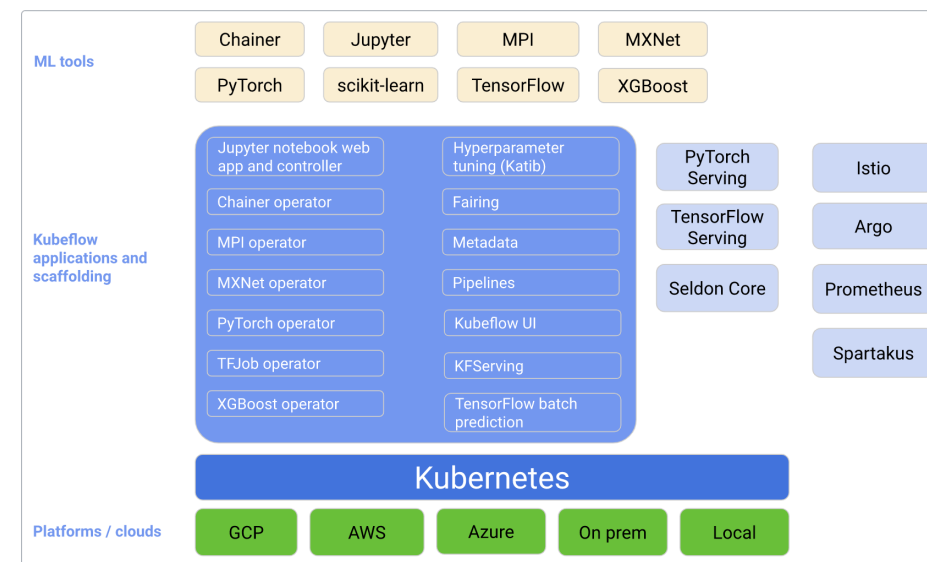 ML tools
Chainer
Jupyter
MPI
MXNet
PyTorch
scikit-learn
TensorFlow
XGBoost
Kubeflow
applications and
scaffolding
Jupyter notebook web
app and controller
Chainer operator
MPI operator
MXNet operator
PyTorch operator
TFJob operator
XGBoost operator
Hyperparameter
tuning (Katib)
Fairing
Metadata
Pipelines
Kubeflow UI
KFServing
TensorFlow batch
prediction
PyTorch
Serving
TensorFlow
Serving
Seldon Core
Istio
Argo
Prometheus
Spartakus
Kubernetes
Platforms / clouds
GCP
AWS
Azure
On prem
Local